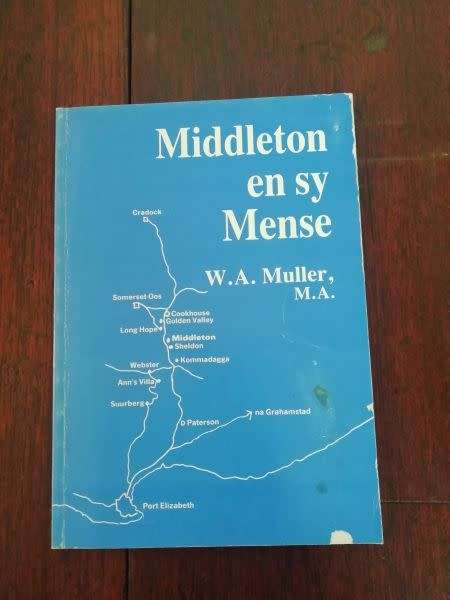 Middleton
en sy
Mense
W.A. Muller,
M.A.
Cradock
Somerset-Oos
Cookhouse
Golden Valley
Long Hope
Middleton
Sheldon
Webster
Kommadagga
Ann's Villa
Suurberg
na Grahamstad
Paterson
Port Elizabeth